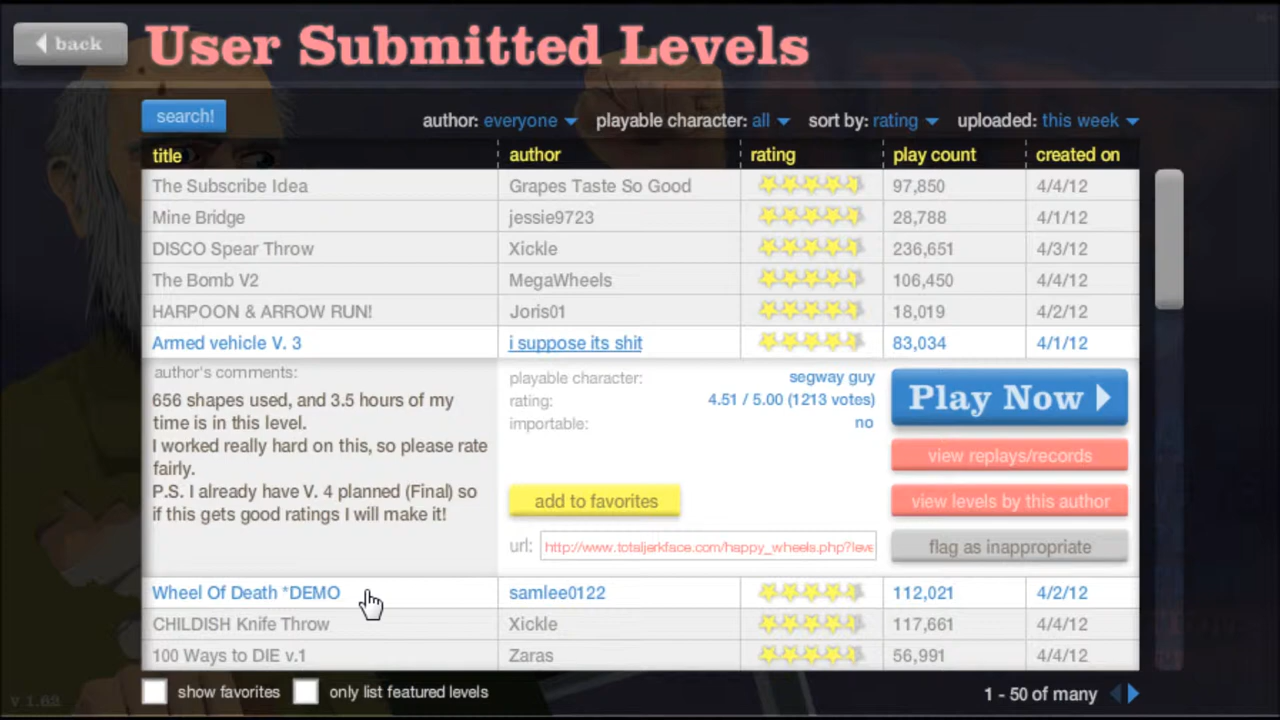 back
User Submitted Levels
search!
author: everyone playable character: all sort by: rating uploaded: this week
title author rating play count created on
The Subscribe Idea Grapes Taste So Good 97,850 4/4/12
Mine Bridge jessie9723 28,788 4/1/12
DISCO Spear Throw Xickle 236,651 4/3/12
The Bomb V2 MegaWheels 106,450 4/4/12
HARPOON & ARROW RUN! Joris01 18,019 4/2/12
Armed vehicle V. 3 i suppose its shit 83,034 4/1/12
author's comments:
656 shapes used, and 3.5 hours of my
time is in this level.
I worked really hard on this, so please rate
fairly.
P.S. I already have V. 4 planned (Final) so
if this gets good ratings I will make it!
playable character: segway guy
rating: 4.51 / 5.00 (1213 votes)
importable: no
add to favorites
url: http://www.totaljerkface.com/happy_wheels.php?leve
Play Now
view replays/records
view levels by this author
flag as inappropriate
Wheel Of Death *DEMO samlee0122 112,021 4/2/12
CHILDISH Knife Throw Xickle 117,661 4/4/12
100 Ways to DIE v.1 Zaras 56,991 4/4/12
show favorites only list featured levels 1 - 50 of many
v 1.62